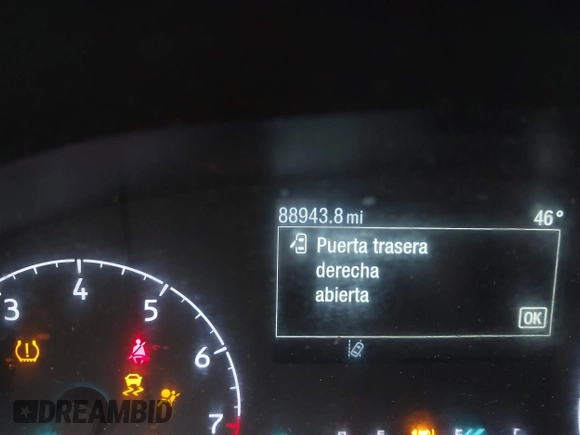 88943.8 mi 46°
Puerta trasera
derecha
abierta
OK
3 4 5 6 7
DREAMBID